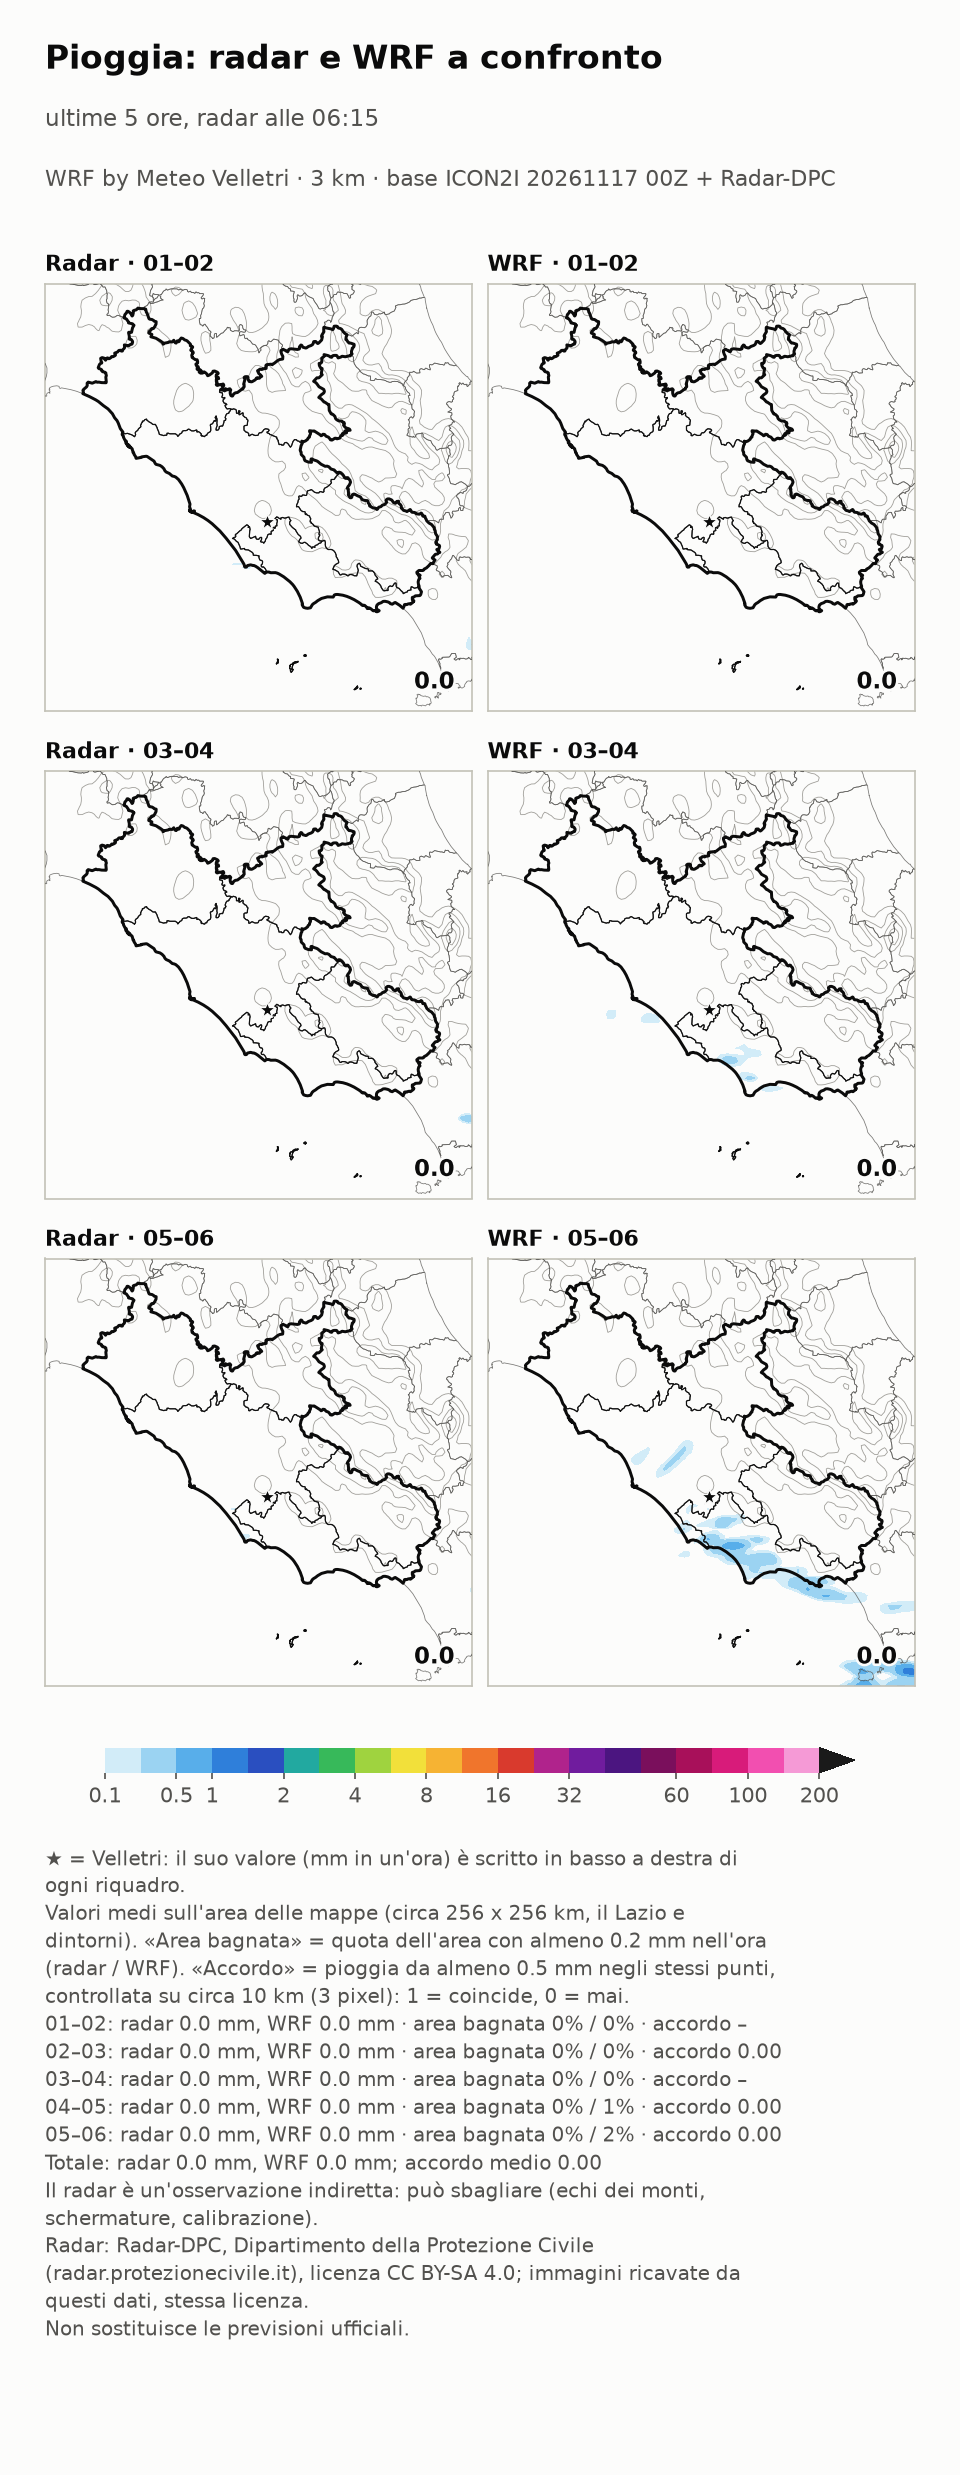 Pioggia: radar e WRF a confronto
ultime 5 ore, radar alle 06:15
WRF by Meteo Velletri · 3 km · base ICON2I 20261117 00Z + Radar-DPC
Radar · 01–02
WRF · 01–02
0.0
0.0
Radar · 03–04
WRF · 03–04
0.0
0.0
Radar · 05–06
WRF · 05–06
0.0
0.0
0.1 0.5 1 2 4 8 16 32 60 100 200
★ = Velletri: il suo valore (mm in un'ora) è scritto in basso a destra di
ogni riquadro.
Valori medi sull'area delle mappe (circa 256 x 256 km, il Lazio e
dintorni). «Area bagnata» = quota dell'area con almeno 0.2 mm nell'ora
(radar / WRF). «Accordo» = pioggia da almeno 0.5 mm negli stessi punti,
controllata su circa 10 km (3 pixel): 1 = coincide, 0 = mai.
01–02: radar 0.0 mm, WRF 0.0 mm · area bagnata 0% / 0% · accordo –
02–03: radar 0.0 mm, WRF 0.0 mm · area bagnata 0% / 0% · accordo 0.00
03–04: radar 0.0 mm, WRF 0.0 mm · area bagnata 0% / 0% · accordo –
04–05: radar 0.0 mm, WRF 0.0 mm · area bagnata 0% / 1% · accordo 0.00
05–06: radar 0.0 mm, WRF 0.0 mm · area bagnata 0% / 2% · accordo 0.00
Totale: radar 0.0 mm, WRF 0.0 mm; accordo medio 0.00
Il radar è un'osservazione indiretta: può sbagliare (echi dei monti,
schermature, calibrazione).
Radar: Radar-DPC, Dipartimento della Protezione Civile
(radar.protezionecivile.it), licenza CC BY-SA 4.0; immagini ricavate da
questi dati, stessa licenza.
Non sostituisce le previsioni ufficiali.